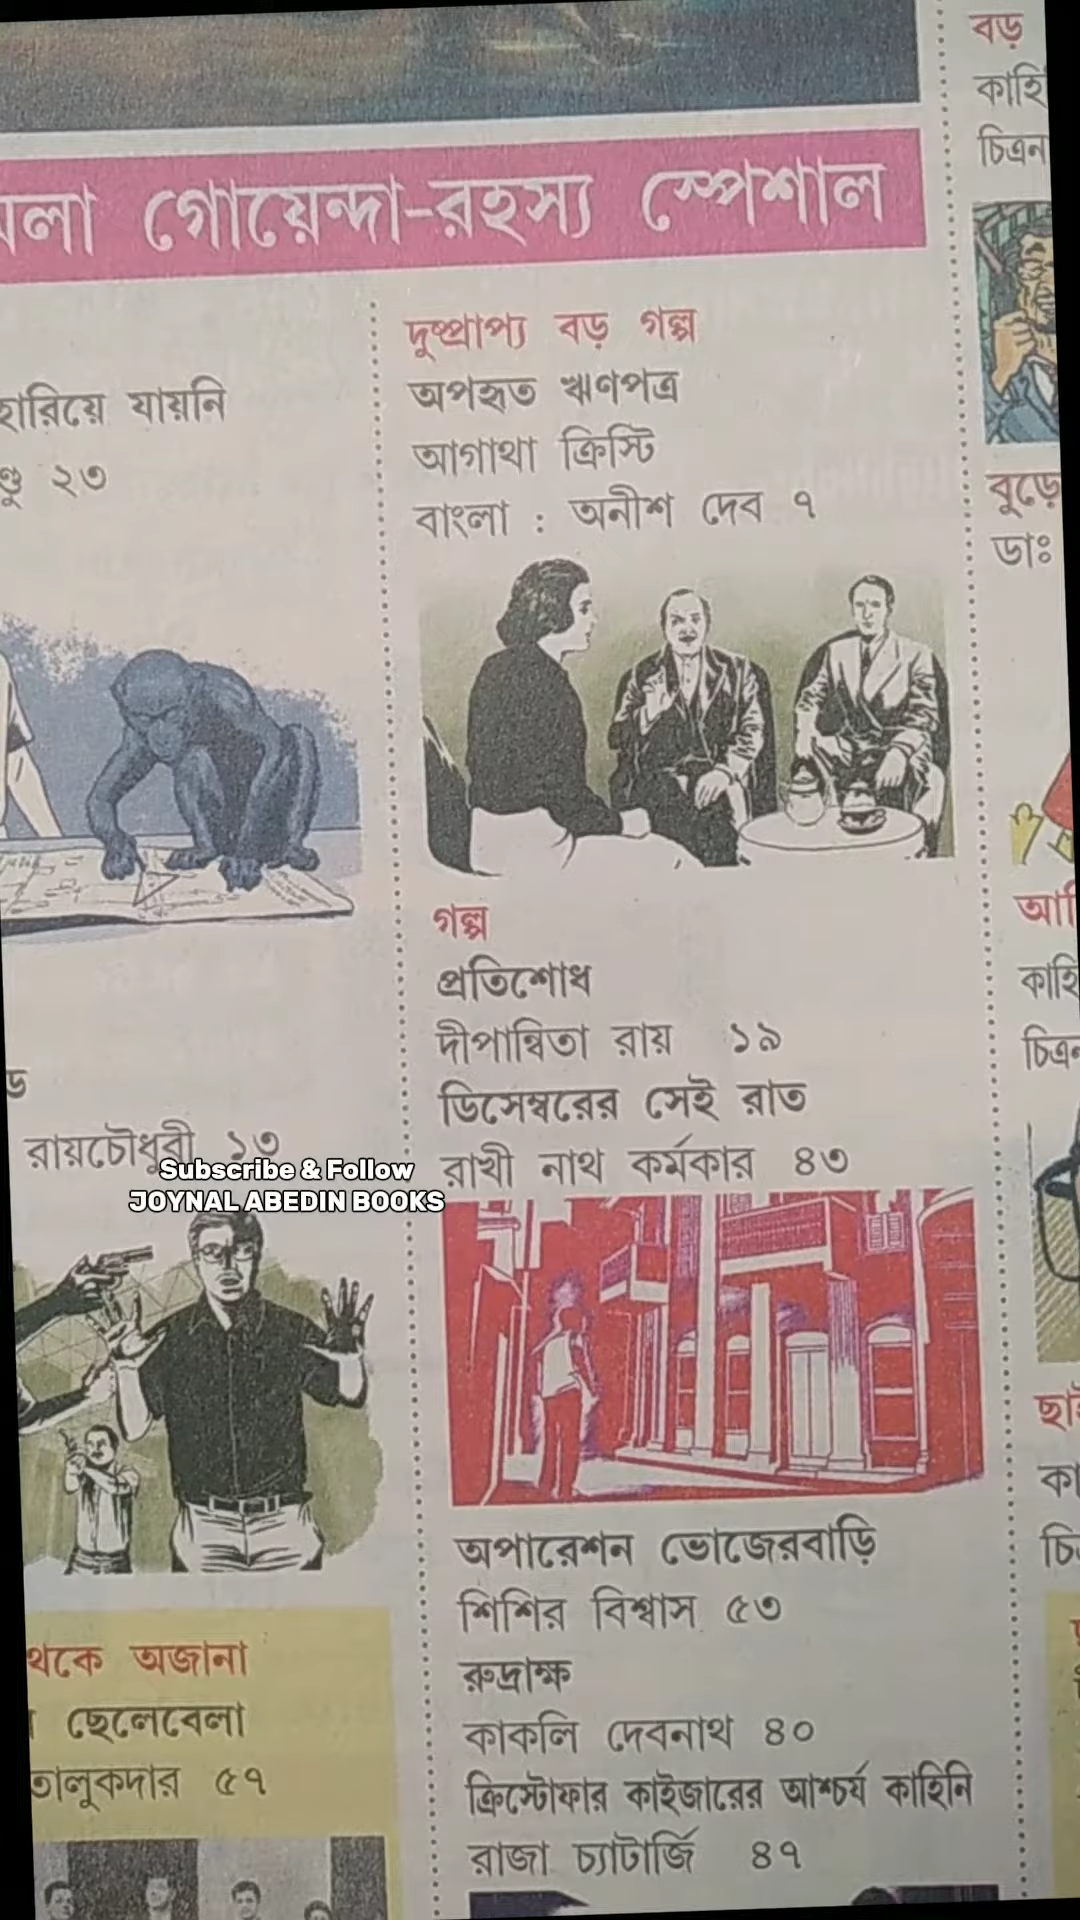 গোয়েন্দা-রহস্য স্পেশাল
হারিয়ে যায়নি
২৩
রায়চৌধুরী ১৩
Subscribe & Follow
JOYNAL ABEDIN BOOKS
থেকে অজানা
ছেলেবেলা
তালুকদার ৫৭
দুষ্প্রাপ্য বড় গল্প
অপহৃত ঋণপত্র
আগাথা ক্রিস্টি
বাংলা : অনীশ দেব ৭
গল্প
প্রতিশোধ
দীপান্বিতা রায় ১৯
ডিসেম্বরের সেই রাত
রাখী নাথ কর্মকার ৪৩
অপারেশন ভোজেরবাড়ি
শিশির বিশ্বাস ৫৩
রুদ্রাক্ষ
কাকলি দেবনাথ ৪০
ক্রিস্টোফার কাইজারের আশ্চর্য কাহিনি
রাজা চ্যাটার্জি ৪৭
বড়
কাহি
চিত্রন
বুড়ো
ডাঃ
কাহি
চিত্রন